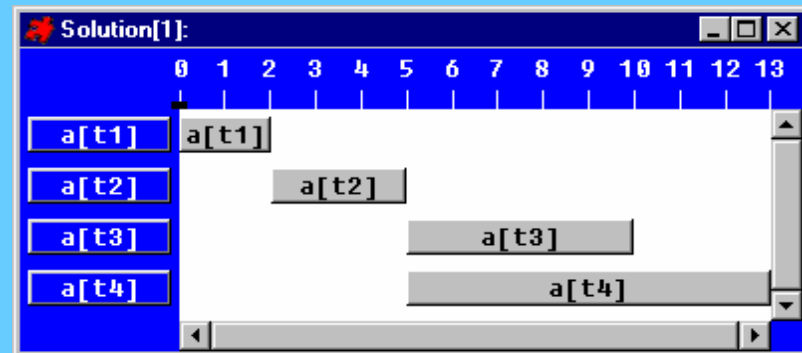 Solution[1]:
0 1 2 3 4 5 6 7 8 9 10 11 12 13
a[t1] a[t1]
a[t2] a[t2]
a[t3] a[t3]
a[t4] a[t4]